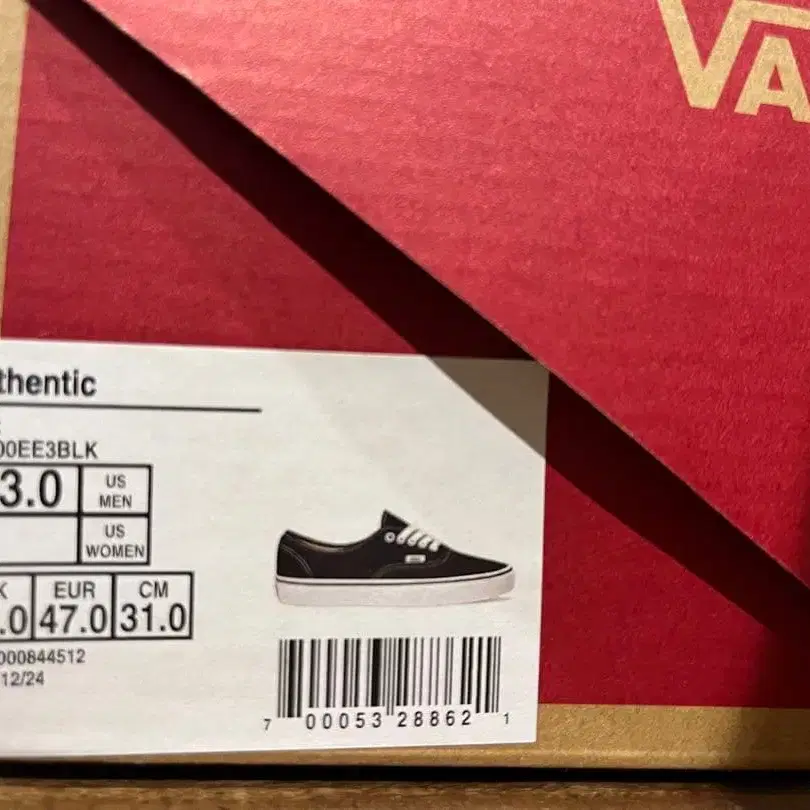 VA
thentic
00EE3BLK
3.0 US MEN
US WOMEN
K EUR CM
.0 47.0 31.0
000844512
12/24
7 00053 28862 1